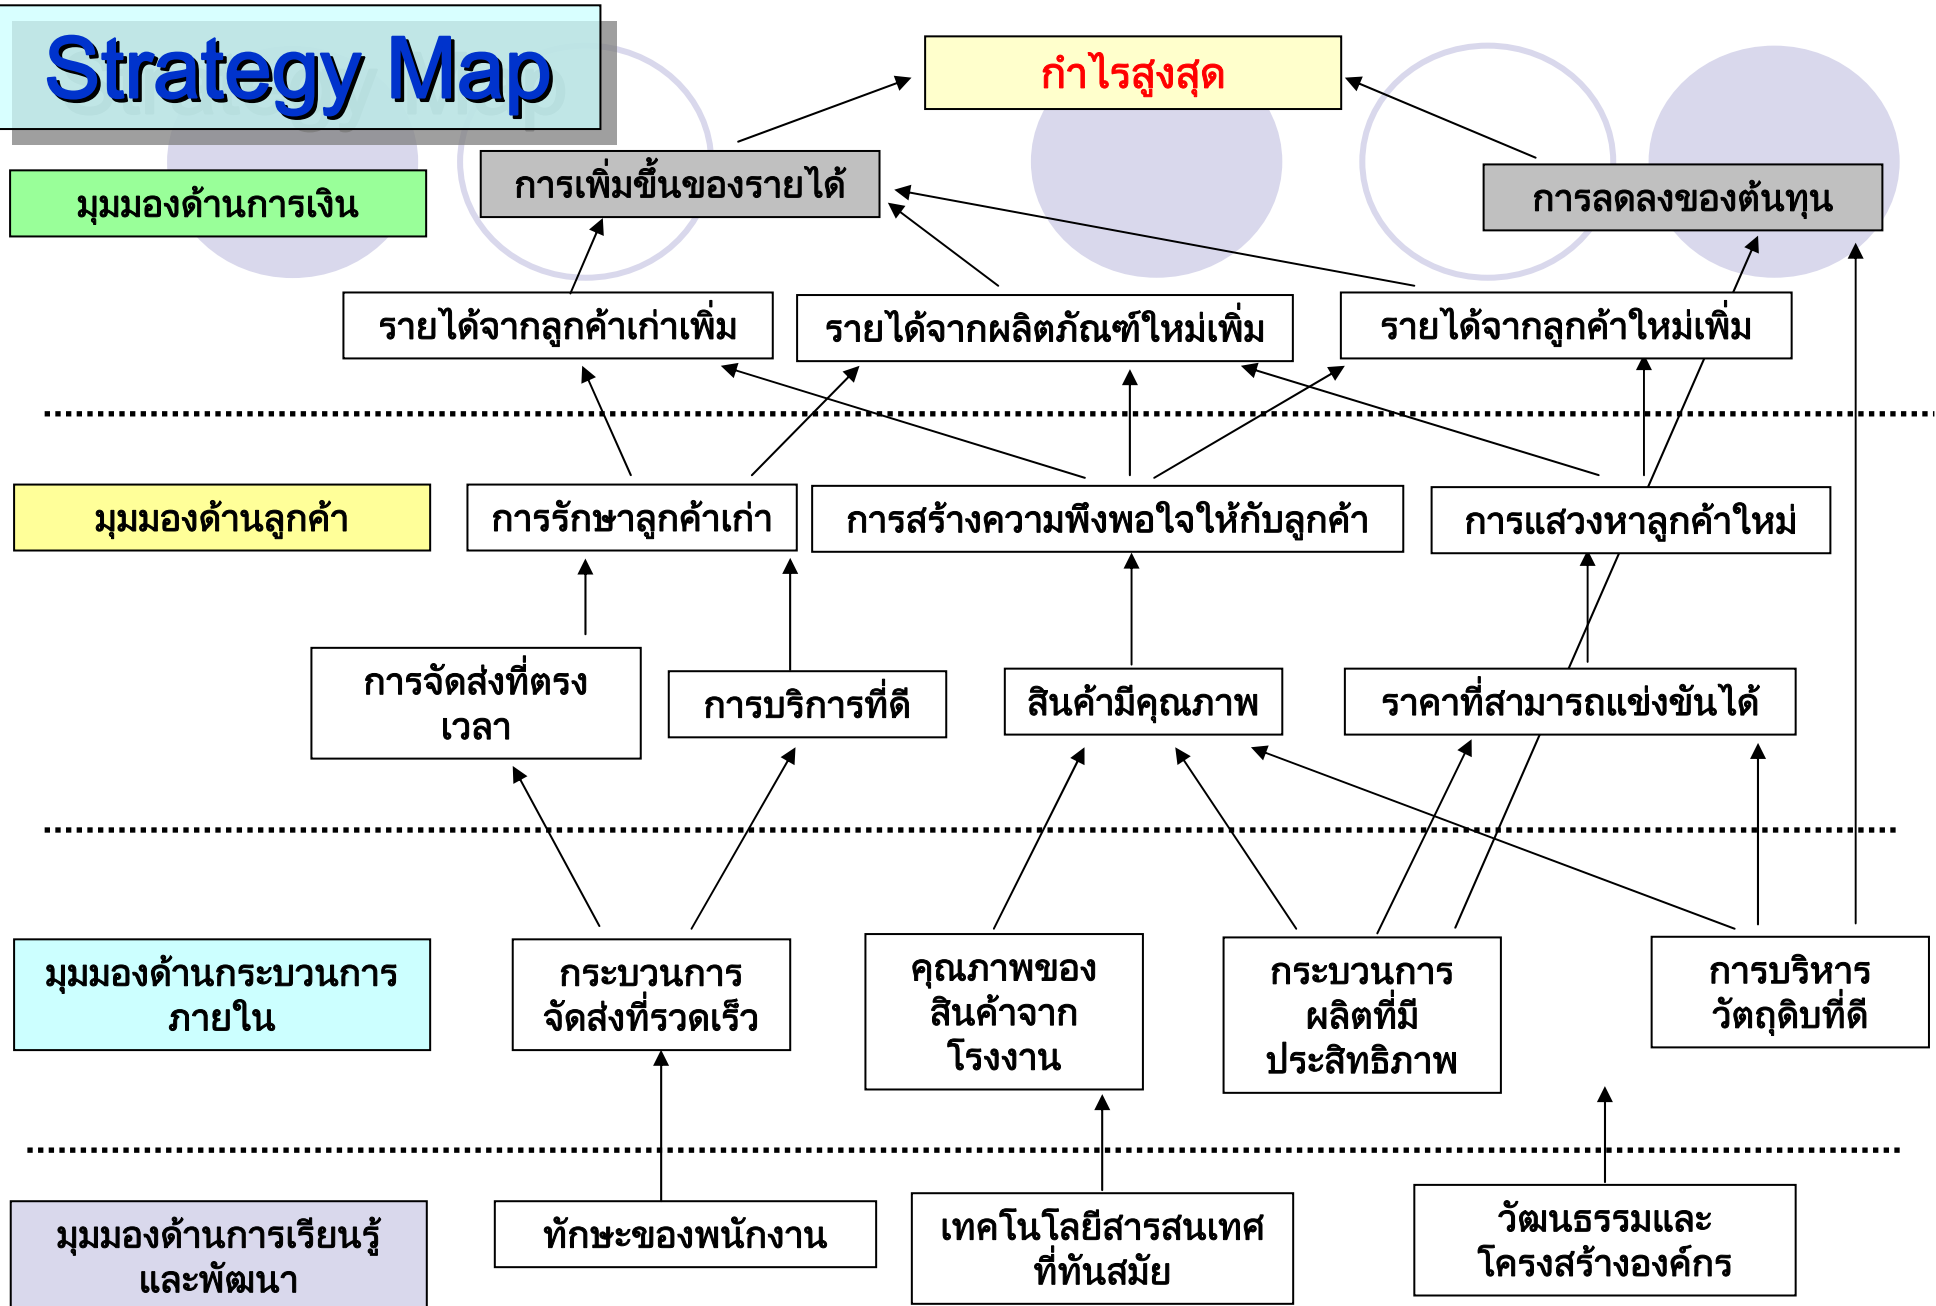 Strategy Map
กำไรสูงสุด
มุมมองด้านการเงิน
การเพิ่มขึ้นของรายได้
การลดลงของต้นทุน
รายได้จากลูกค้าเก่าเพิ่ม
รายได้จากผลิตภัณฑ์ใหม่เพิ่ม
รายได้จากลูกค้าใหม่เพิ่ม
มุมมองด้านลูกค้า
การรักษาลูกค้าเก่า
การสร้างความพึงพอใจให้กับลูกค้า
การแสวงหาลูกค้าใหม่
การจัดส่งที่ตรง
เวลา
การบริการที่ดี
สินค้ามีคุณภาพ
ราคาที่สามารถแข่งขันได้
มุมมองด้านกระบวนการ
ภายใน
กระบวนการ
จัดส่งที่รวดเร็ว
คุณภาพของ
สินค้าจาก
โรงงาน
กระบวนการ
ผลิตที่มี
ประสิทธิภาพ
การบริหาร
วัตถุดิบที่ดี
มุมมองด้านการเรียนรู้
และพัฒนา
ทักษะของพนักงาน
เทคโนโลยีสารสนเทศ
ที่ทันสมัย
วัฒนธรรมและ
โครงสร้างองค์กร